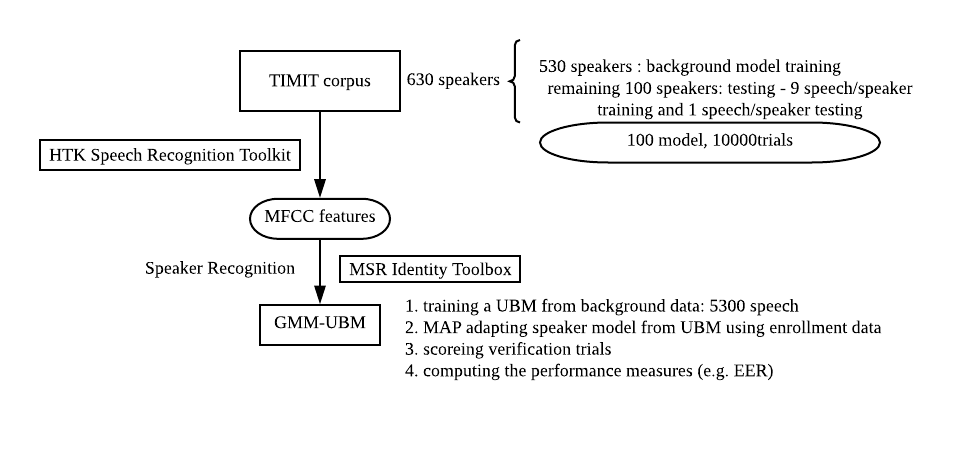 TIMIT corpus
630 speakers
530 speakers : background model training
remaining 100 speakers: testing - 9 speech/speaker
training and 1 speech/speaker testing
100 model, 10000trials
HTK Speech Recognition Toolkit
MFCC features
Speaker Recognition
MSR Identity Toolbox
GMM-UBM
1. training a UBM from background data: 5300 speech
2. MAP adapting speaker model from UBM using enrollment data
3. scoreing verification trials
4. computing the performance measures (e.g. EER)